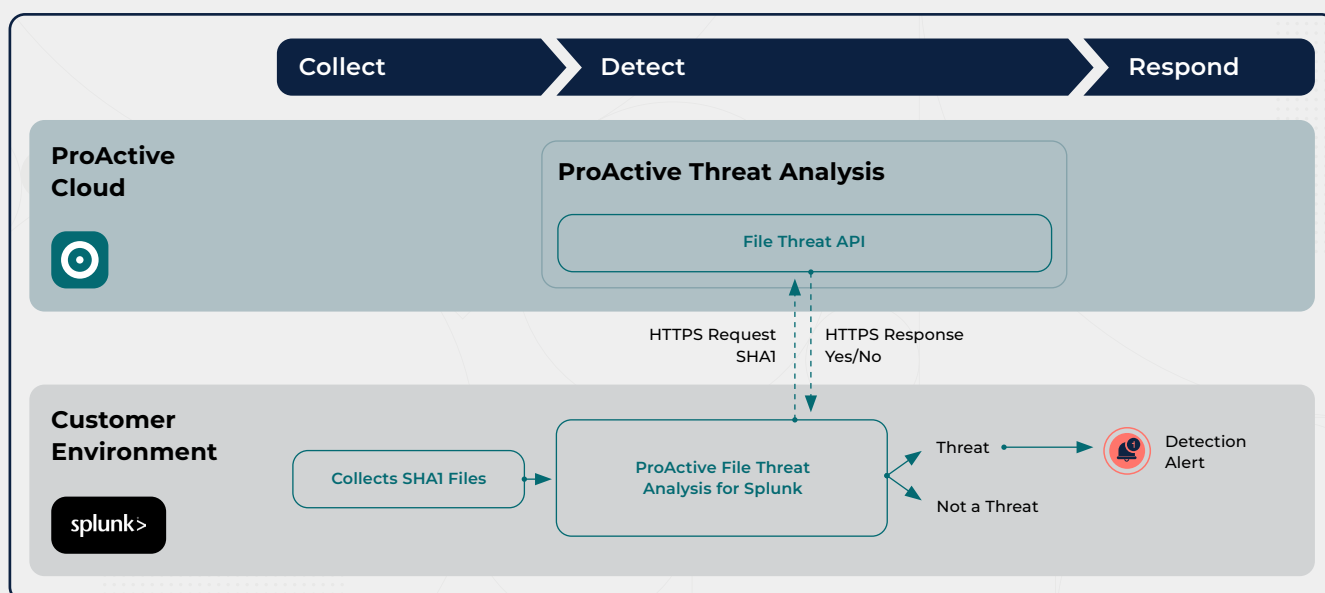 Collect
Detect
Respond
ProActive
Cloud
ProActive Threat Analysis
File Threat API
HTTPS Request
SHA1
HTTPS Response
Yes/No
Customer
Environment
splunk>
Collects SHA1 Files
ProActive File Threat
Analysis for Splunk
Threat
Not a Threat
1
Detection
Alert